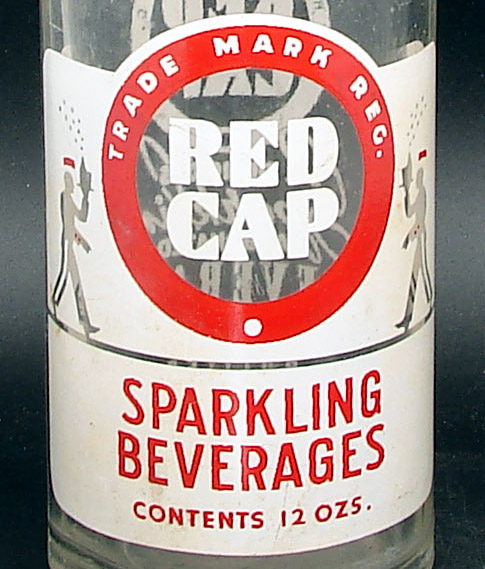 TRADE MARK REG.
RED
CAP
SPARKLING
BEVERAGES
CONTENTS 12 OZS.